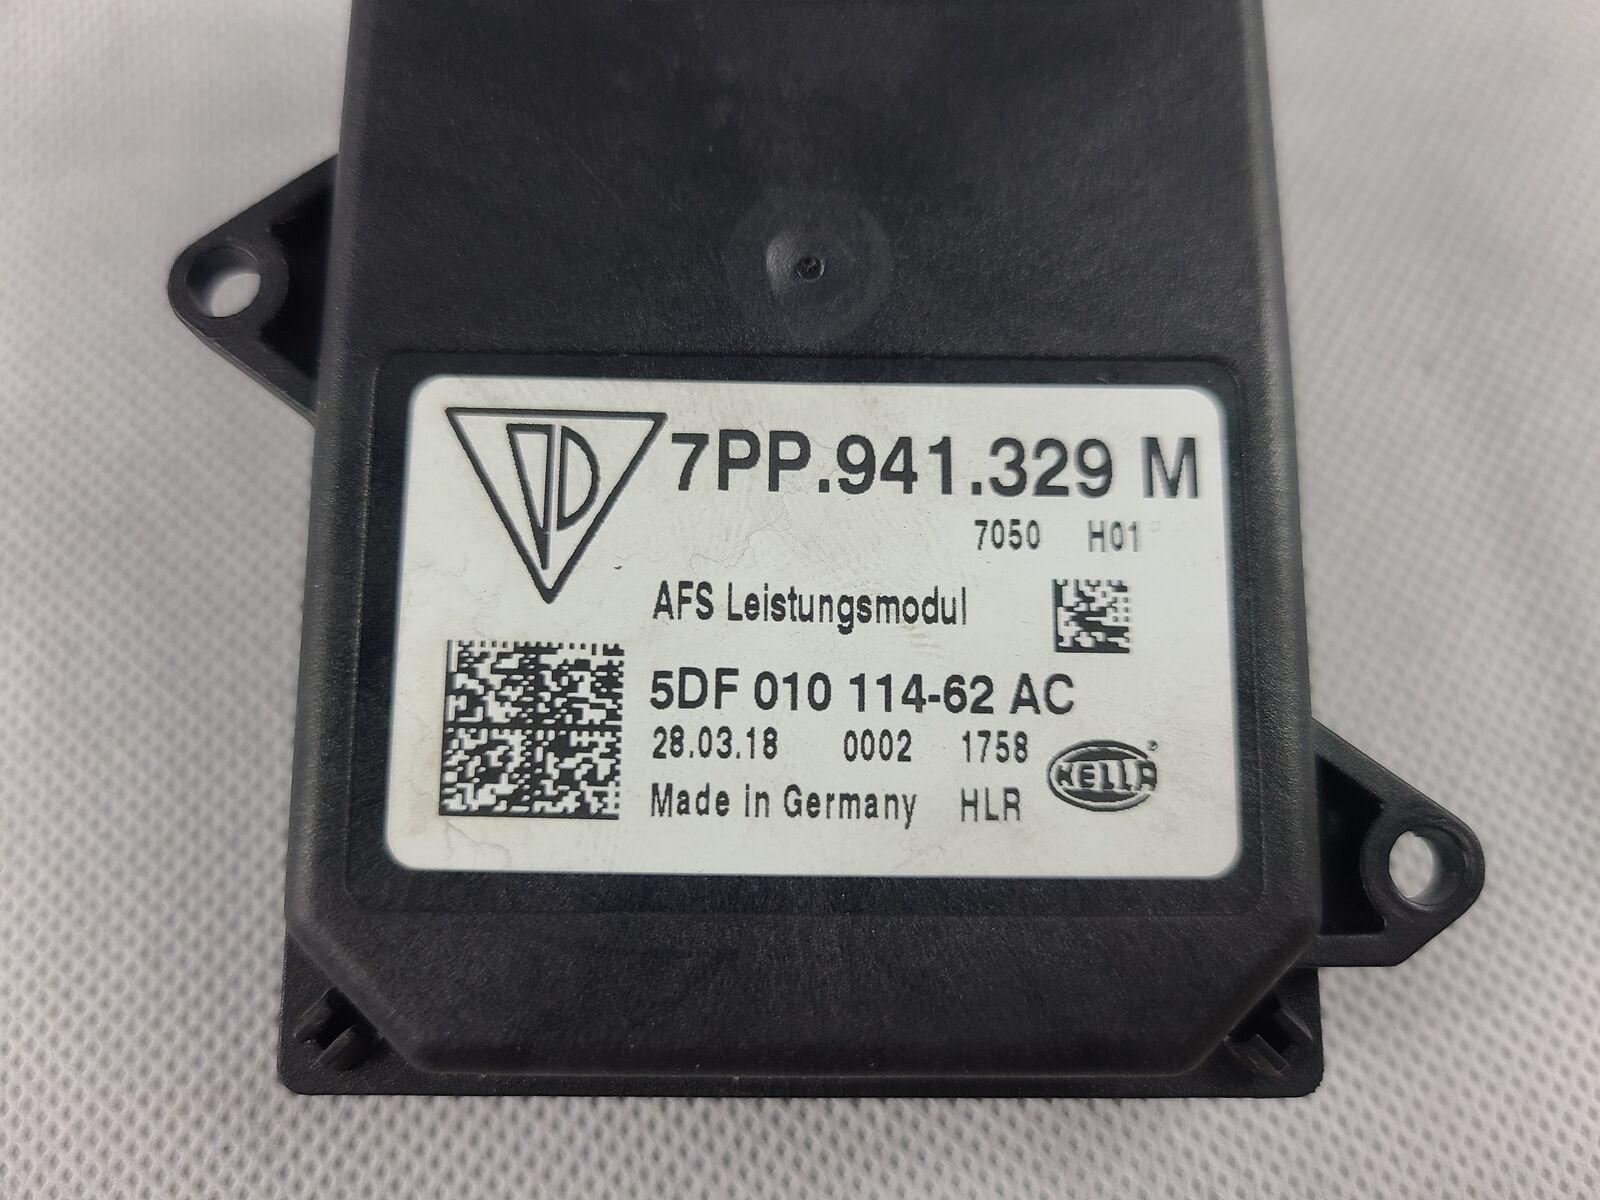 7PP.941.329 M
7050 H01
AFS Leistungsmodul
5DF 010 114-62 AC
28.03.18 0002 1758
Made in Germany HLR
HELLA